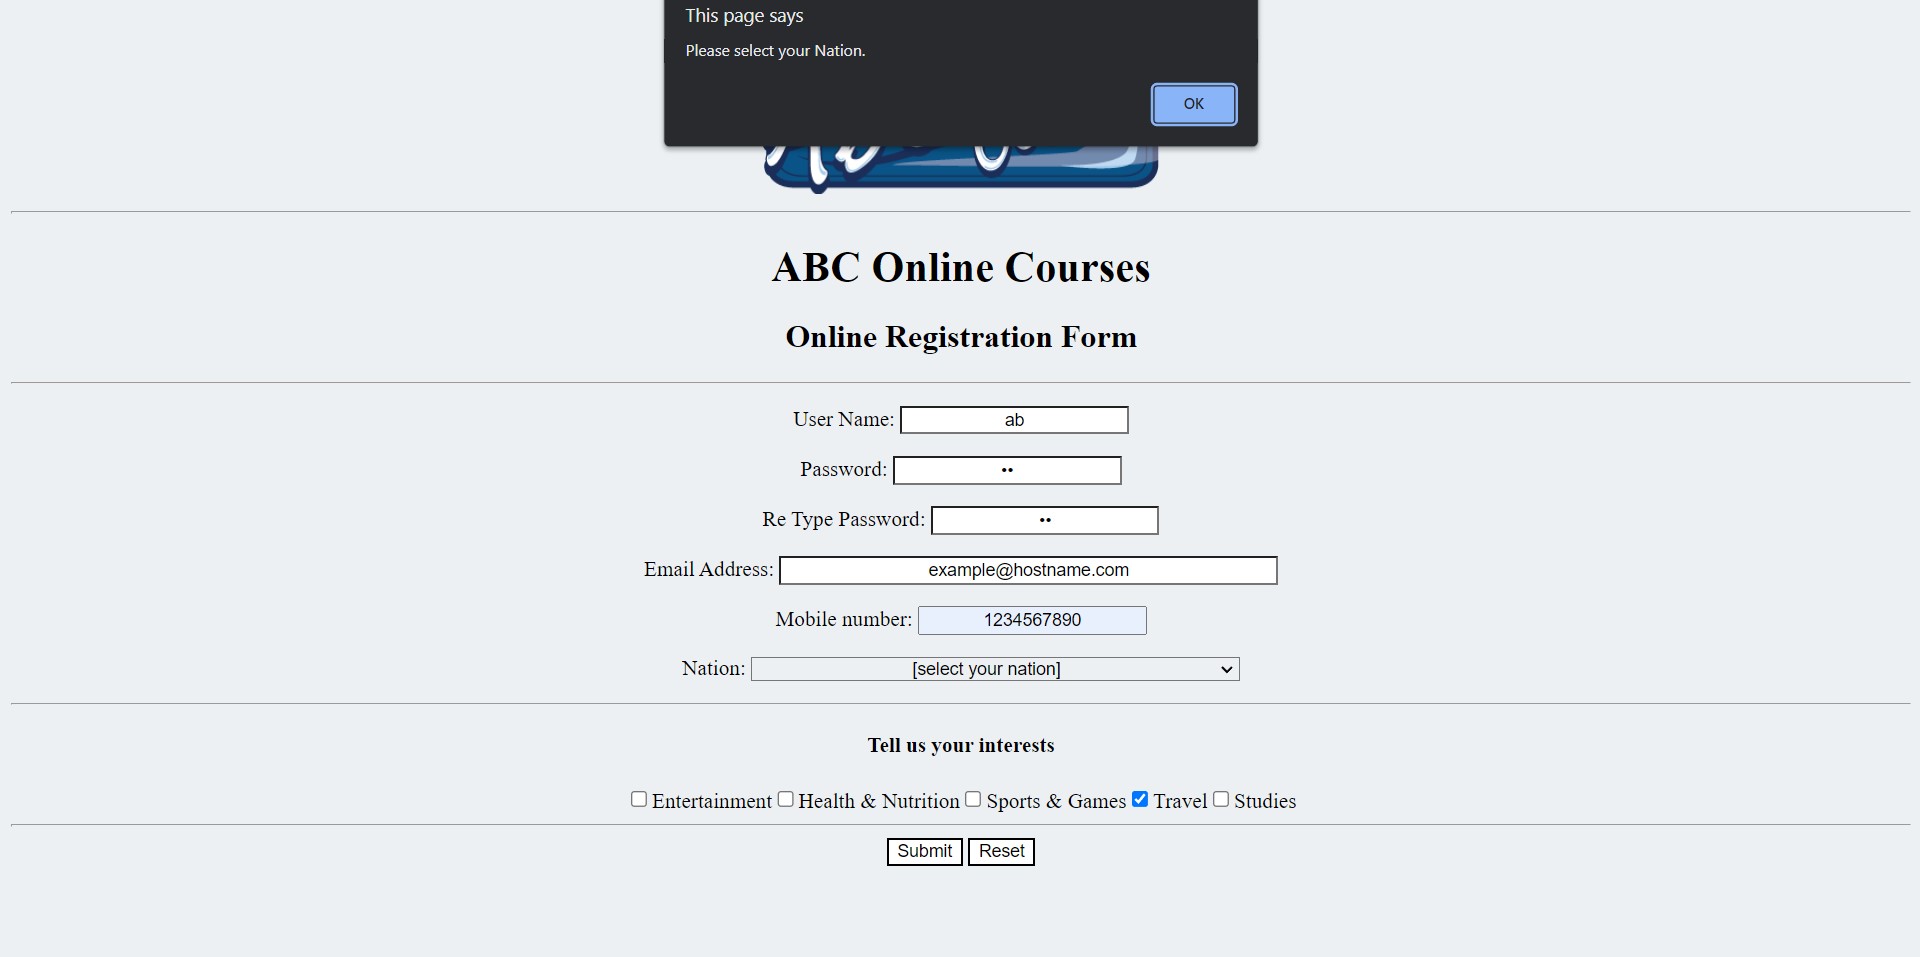 This page says
Please select your Nation.
OK
ABC Online Courses
Online Registration Form
User Name: ab
Password: ••
Re Type Password: ••
Email Address: example@hostname.com
Mobile number: 1234567890
Nation: [select your nation]
Tell us your interests
Entertainment Health & Nutrition Sports & Games Travel Studies
Submit Reset